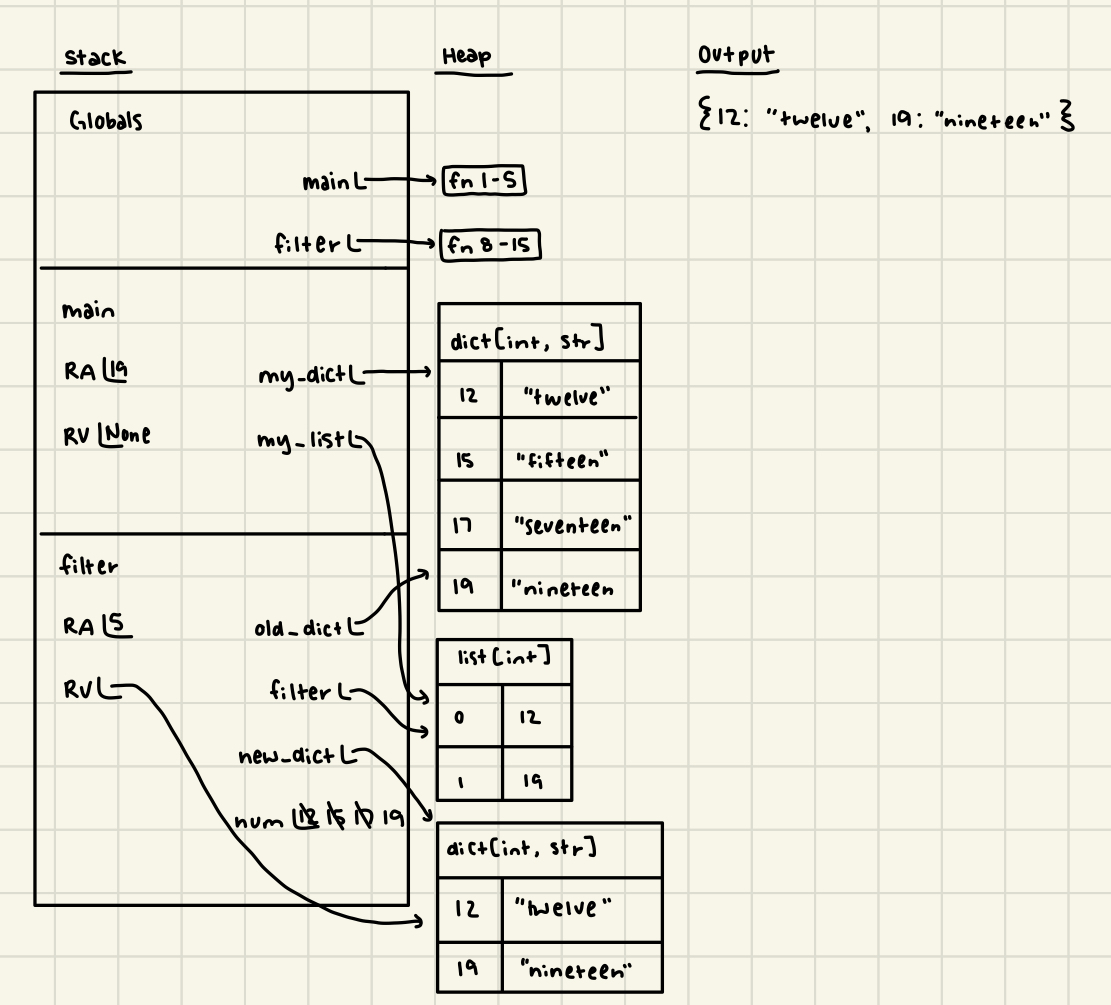 Stack
Heap
Output
Globals
{12: "twelve", 19: "nineteen"}
main
fn 1-5
filter
fn 8-15
main
RA 19
RV None
my_dict
my_list
dict[int, str]
12 "twelve"
15 "fifteen"
17 "seventeen"
19 "nineteen
filter
RA 5
RV
old_dict
filter
new_dict
num 12 15 17 19
list[int]
0 12
1 19
dict[int, str]
12 "twelve"
19 "nineteen"